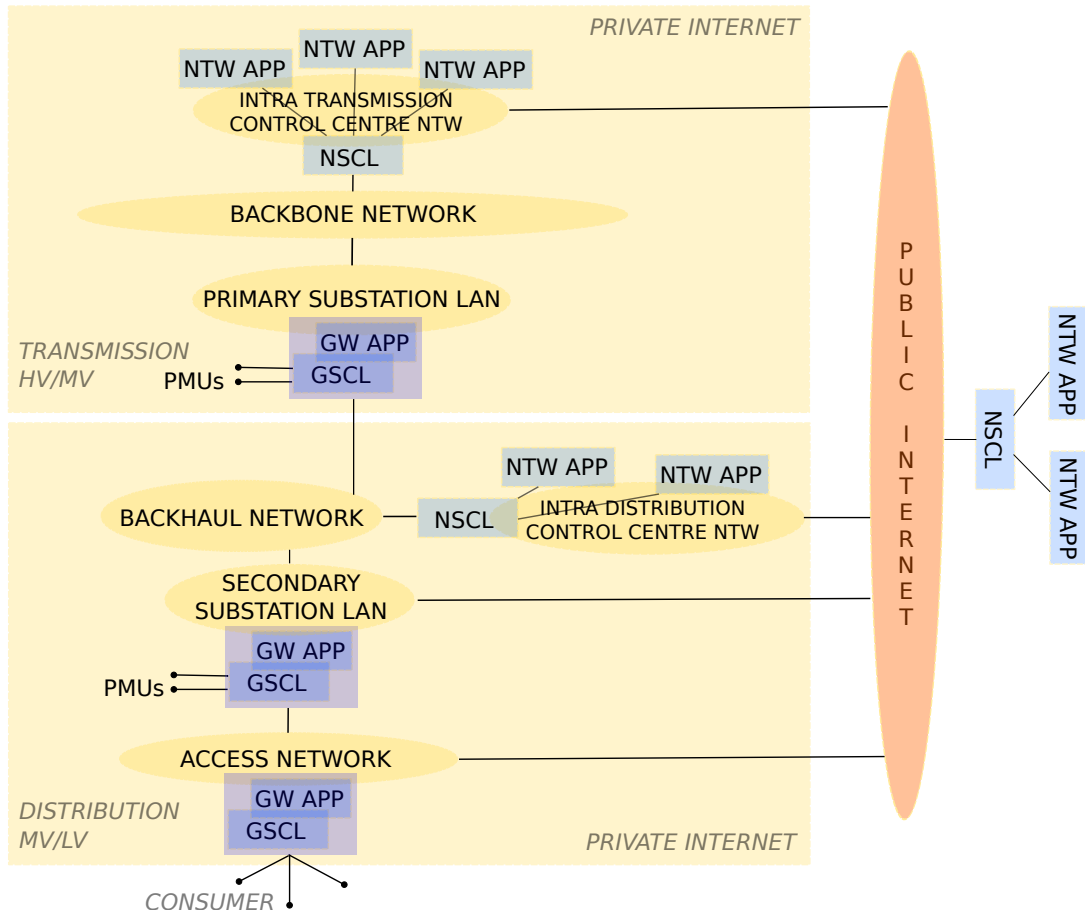 PRIVATE INTERNET
NTW APP
NTW APP
NTW APP
INTRA TRANSMISSION
CONTROL CENTRE NTW
NSCL
BACKBONE NETWORK
PRIMARY SUBSTATION LAN
GW APP
GSCL
TRANSMISSION
HV/MV
PMUs
NTW APP
NTW APP
NSCL
INTRA DISTRIBUTION
CONTROL CENTRE NTW
BACKHAUL NETWORK
SECONDARY
SUBSTATION LAN
GW APP
GSCL
PMUs
ACCESS NETWORK
GW APP
GSCL
DISTRIBUTION
MV/LV
PRIVATE INTERNET
CONSUMER
PUBLIC INTERNET
NSCL
NTW APP
NTW APP